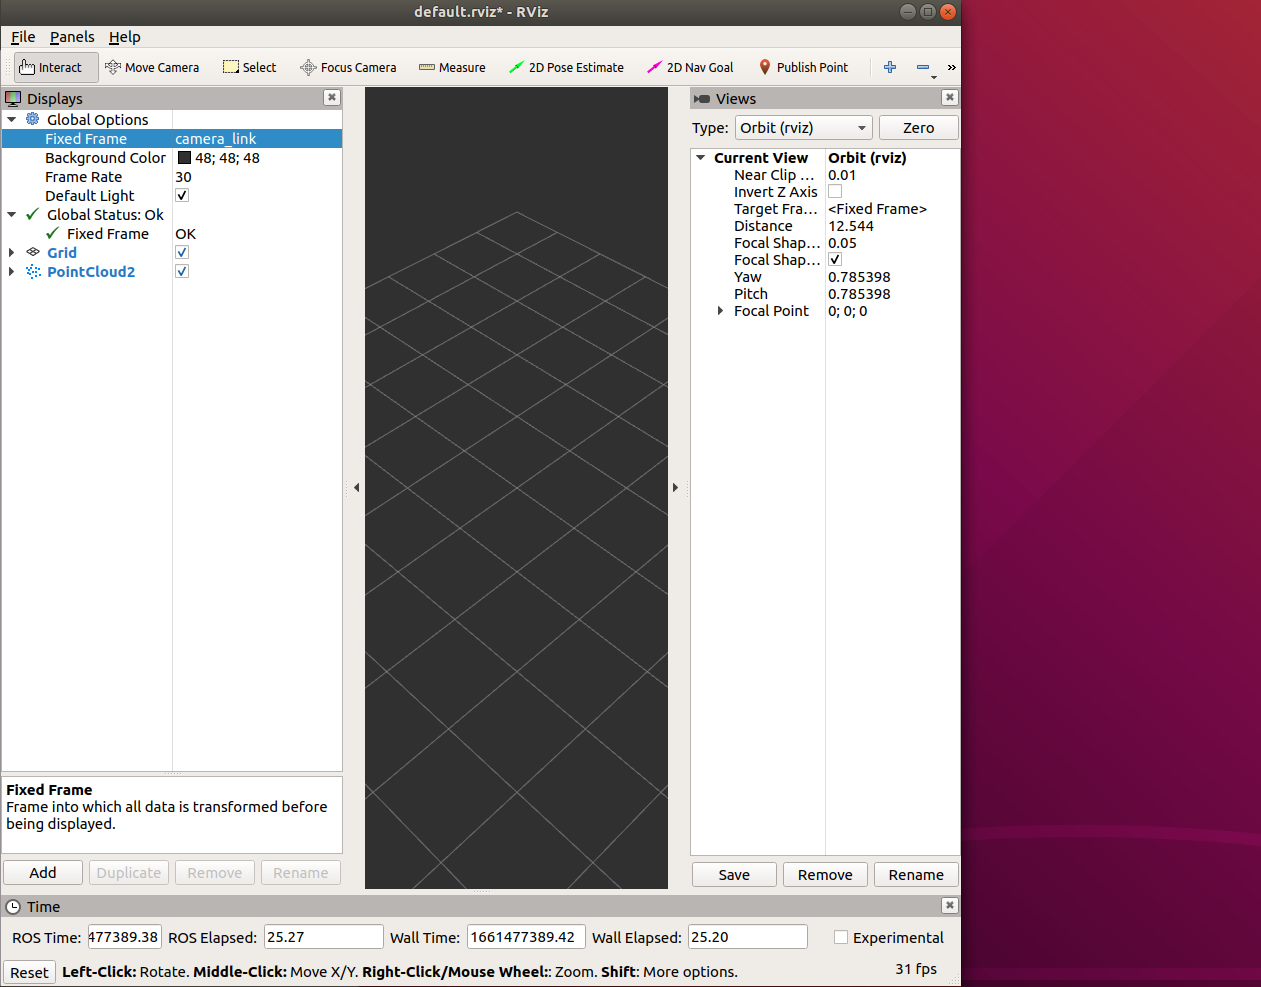 default.rviz* - RViz
File Panels Help
Interact Move Camera Select Focus Camera Measure 2D Pose Estimate 2D Nav Goal Publish Point »
Displays
Global Options
Fixed Frame camera_link
Background Color 48; 48; 48
Frame Rate 30
Default Light
Global Status: Ok
Fixed Frame OK
Grid
PointCloud2
Fixed Frame
Frame into which all data is transformed before
being displayed.
Add Duplicate Remove Rename
Views
Type: Orbit (rviz) Zero
Current View Orbit (rviz)
Near Clip ... 0.01
Invert Z Axis
Target Fra... <Fixed Frame>
Distance 12.544
Focal Shap... 0.05
Focal Shap...
Yaw 0.785398
Pitch 0.785398
Focal Point 0; 0; 0
Save Remove Rename
Time
ROS Time: 477389.38 ROS Elapsed: 25.27 Wall Time: 1661477389.42 Wall Elapsed: 25.20 Experimental
Reset Left-Click: Rotate. Middle-Click: Move X/Y. Right-Click/Mouse Wheel:: Zoom. Shift: More options. 31 fps